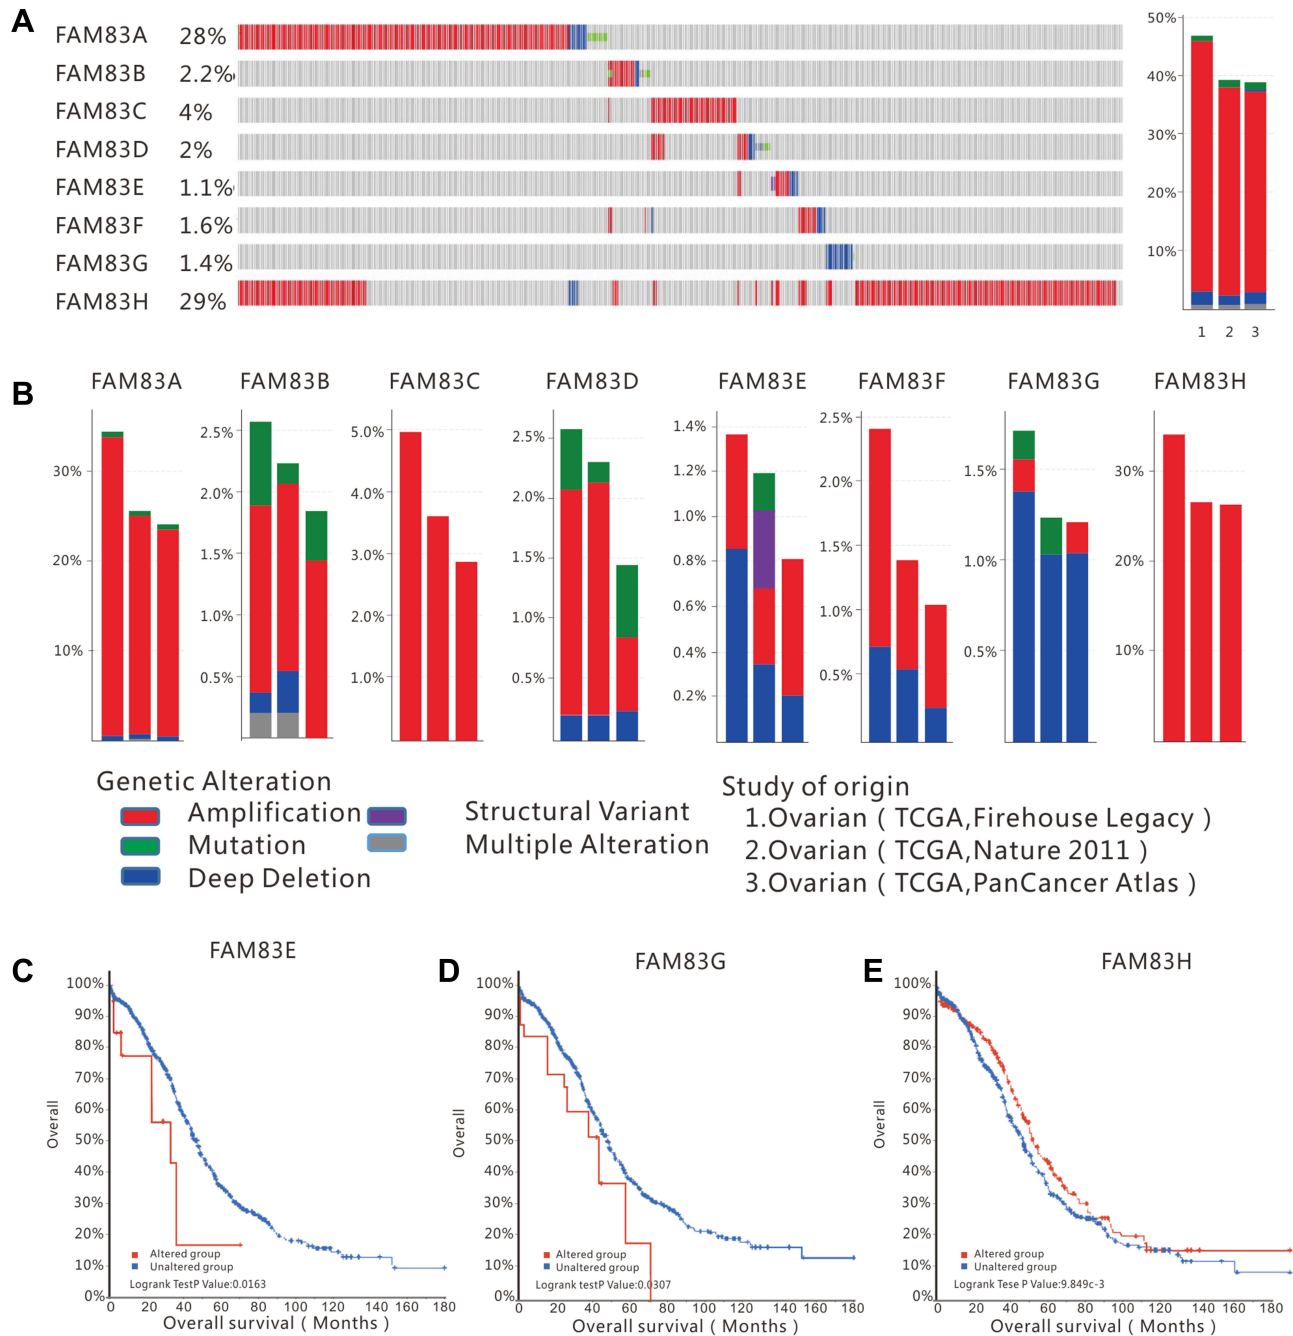 A
FAM83A 28%
FAM83B 2.2%
FAM83C 4%
FAM83D 2%
FAM83E 1.1%
FAM83F 1.6%
FAM83G 1.4%
FAM83H 29%
50%
40%
30%
20%
10%
1 2 3
B
FAM83A FAM83B FAM83C FAM83D FAM83E FAM83F FAM83G FAM83H
30%
20%
10%
2.5%
2.0%
1.5%
1.0%
0.5%
5.0%
4.0%
3.0%
2.0%
1.0%
2.5%
2.0%
1.5%
1.0%
0.5%
1.4%
1.2%
1.0%
0.8%
0.6%
0.4%
0.2%
2.5%
2.0%
1.5%
1.0%
0.5%
1.5%
1.0%
0.5%
30%
20%
10%
Genetic Alteration
Amplification
Mutation
Deep Deletion
Structural Variant
Multiple Alteration
Study of origin
1.Ovarian ( TCGA,Firehouse Legacy )
2.Ovarian ( TCGA,Nature 2011 )
3.Ovarian ( TCGA,PanCancer Atlas )
C
FAM83E
100%
90%
80%
70%
60%
50%
40%
30%
20%
10%
0%
Overall
Altered group
Unaltered group
Logrank TestP Value:0.0163
0 20 40 60 80 100 120 140 160 180
Overall survival ( Months )
D
FAM83G
100%
90%
80%
70%
60%
50%
40%
30%
20%
10%
0%
Overall
Altered group
Unaltered group
Logrank testP Value:0.0307
0 20 40 60 80 100 120 140 160 180
Overall survival ( Months )
E
FAM83H
100%
90%
80%
70%
60%
50%
40%
30%
20%
10%
0%
Overall
Altered group
Unaltered group
Logrank Tese P Value:9.849c-3
0 20 40 60 80 100 120 140 160 180
Overall survival ( Months )